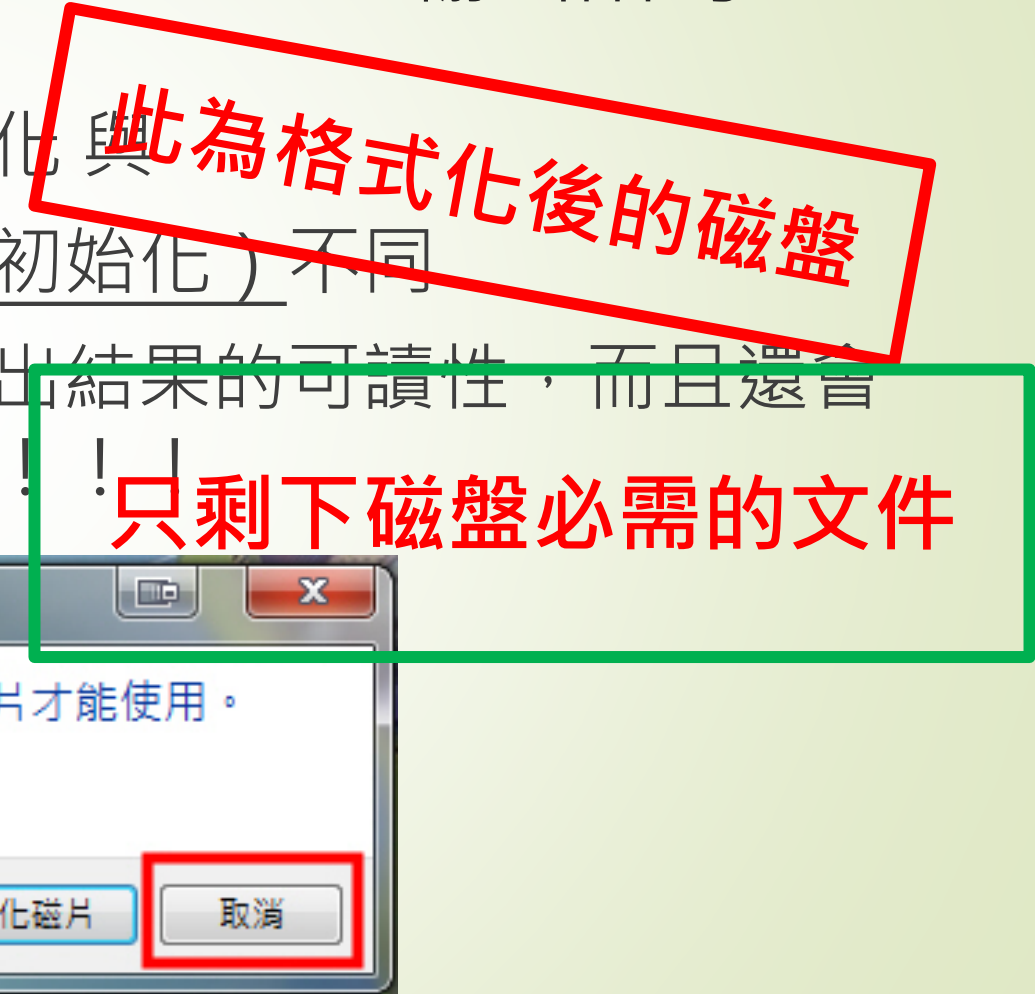 此為格式化後的磁盤
化 與
初始化）不同
出結果的可讀性，而且還會
！！！
只剩下磁盤必需的文件
片才能使用。
化磁片
取消